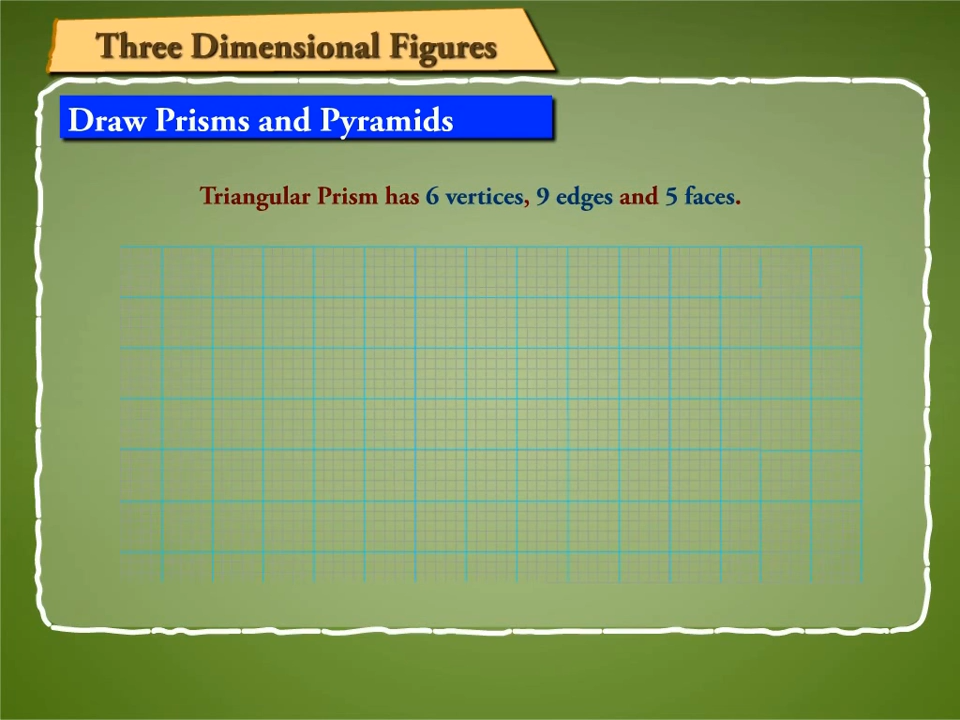 Three Dimensional Figures
Draw Prisms and Pyramids
Triangular Prism has 6 vertices, 9 edges and 5 faces.